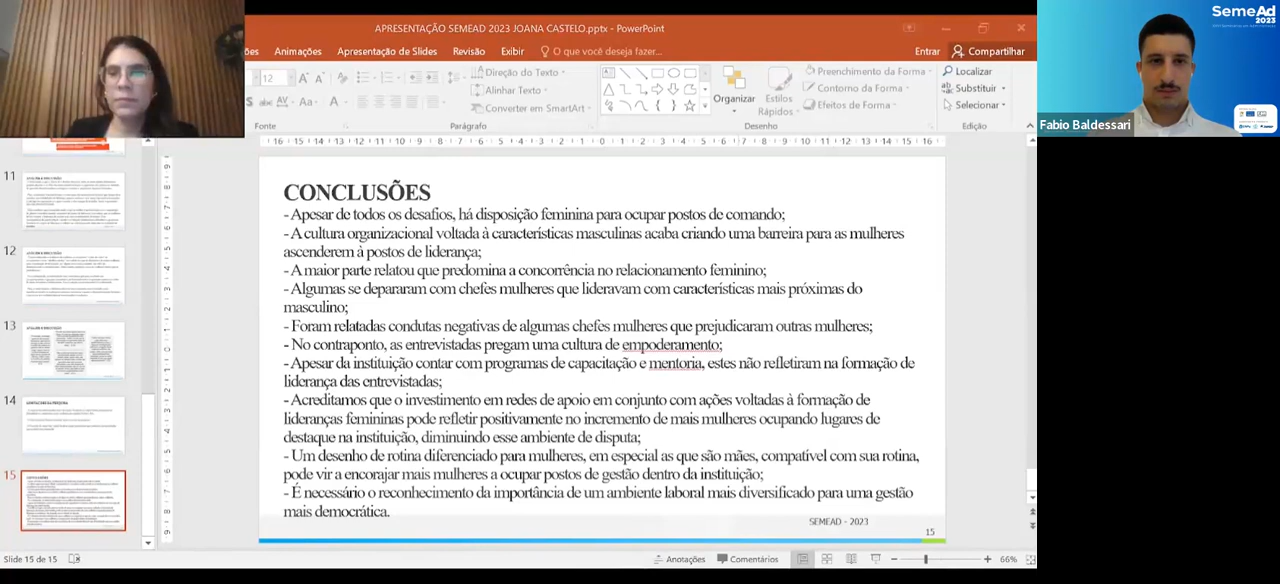 APRESENTAÇÃO SEMEAD 2023 JOANA CASTELO.pptx - PowerPoint
ões Animações Apresentação de Slides Revisão Exibir O que você deseja fazer... Entrar Compartilhar
12
Direção do Texto
Alinhar Texto
Converter em SmartArt
Organizar
Estilos
Rápidos
Preenchimento da Forma
Contorno da Forma
Efeitos de Forma
Localizar
Substituir
Selecionar
Fonte Parágrafo Desenho Edição
SemeAd
2023
Fabio Baldessari
11
12
13
14
15
CONCLUSÕES
- Apesar de todos os desafios, há disposição feminina para ocupar postos de comando;
- A cultura organizacional voltada à características masculinas acaba criando uma barreira para as mulheres
ascenderem à postos de liderança;
- A maior parte relatou que predomina a concorrência no relacionamento feminino;
- Algumas se depararam com chefes mulheres que lideravam com características mais próximas do
masculino;
- Foram relatadas condutas negativas de algumas chefes mulheres que prejudicaram outras mulheres;
- No contraponto, as entrevistadas pregam uma cultura de empoderamento;
- Apesar da instituição contar com programas de capacitação e mentoria, estes não refletiram na formação de
liderança das entrevistadas;
- Acreditamos que o investimento em redes de apoio em conjunto com ações voltadas à formação de
lideranças femininas pode refletir positivamente no incremento de mais mulheres ocupando lugares de
destaque na instituição, diminuindo esse ambiente de disputa;
- Um desenho de rotina diferenciado para mulheres, em especial as que são mães, compatível com sua rotina,
pode vir a encorajar mais mulheres a ocupar postos de gestão dentro da instituição;
- É necessário o reconhecimento da importância de um ambiente laboral mais diversificado para uma gestão
mais democrática.
SEMEAD - 2023
15
Slide 15 de 15 Anotações Comentários 66%